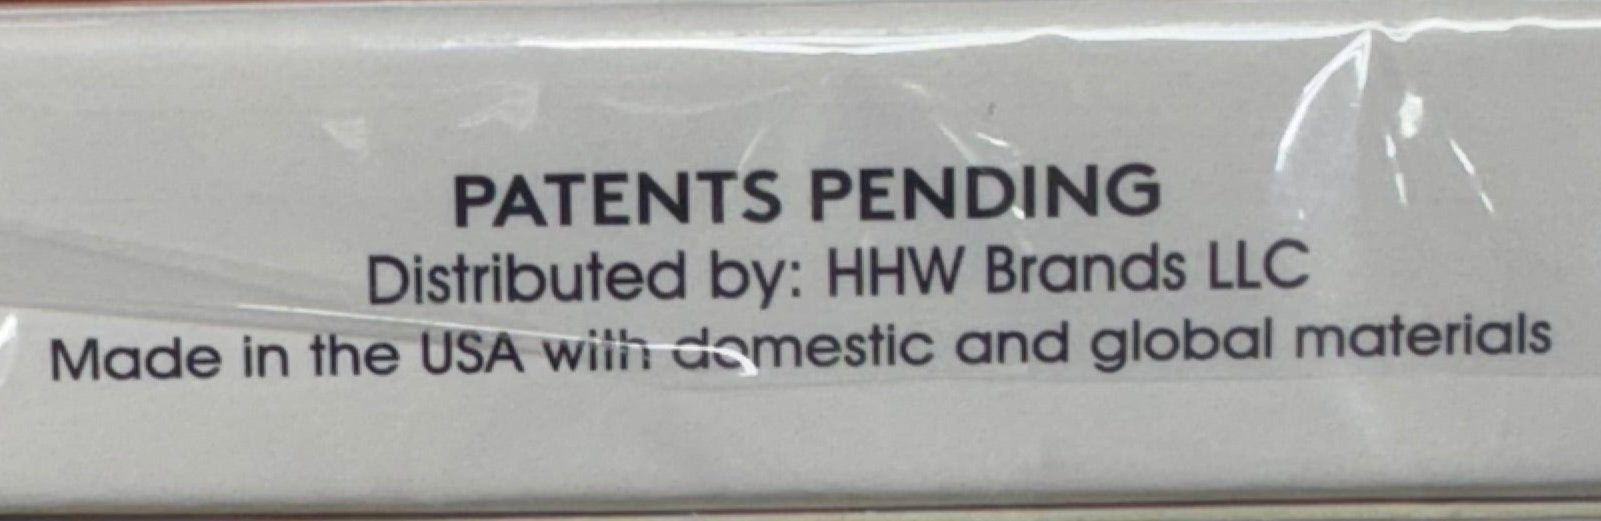 PATENTS PENDING
Distributed by: HHW Brands LLC
Made in the USA with domestic and global materials